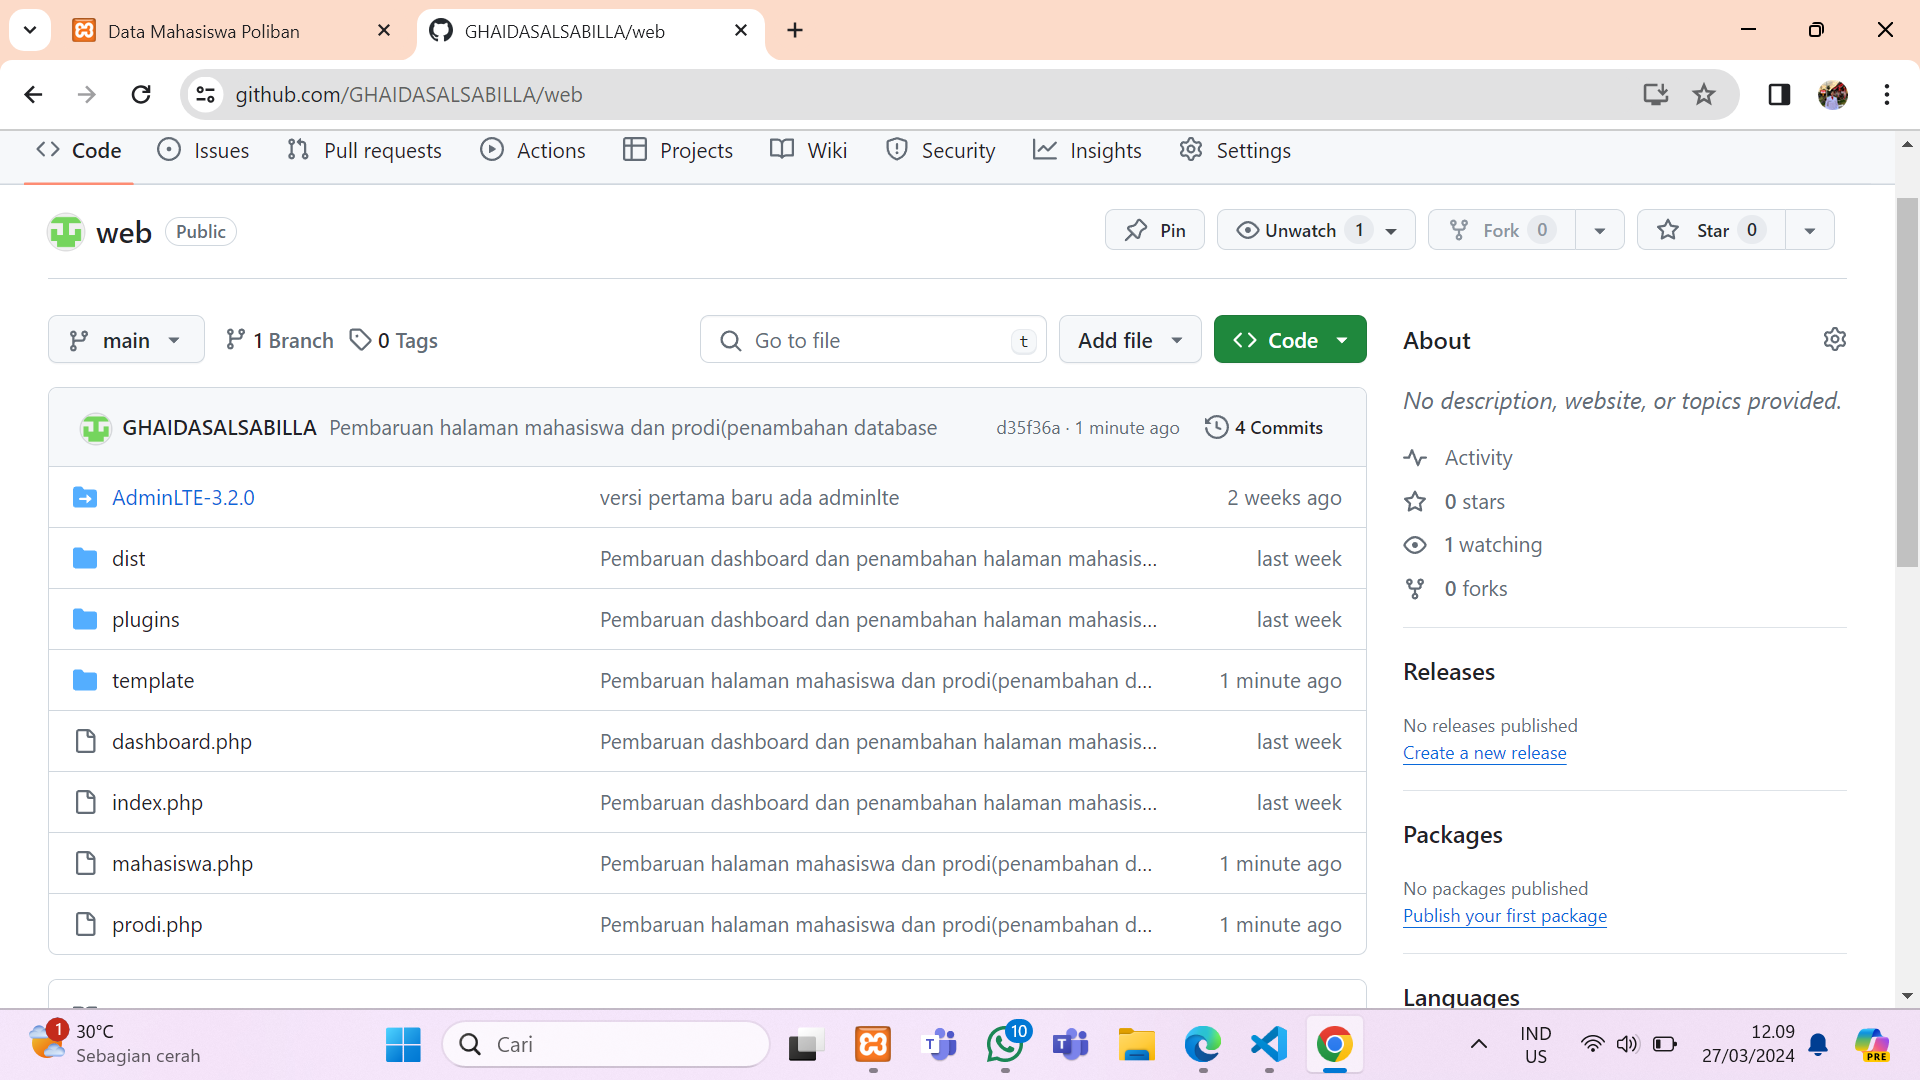 Data Mahasiswa Poliban
GHAIDASALSABILLA/web
github.com/GHAIDASALSABILLA/web
Code Issues Pull requests Actions Projects Wiki Security Insights Settings
web Public
Pin Unwatch 1 Fork 0 Star 0
main 1 Branch 0 Tags Go to file t Add file Code
About
No description, website, or topics provided.
GHAIDASALSABILLA Pembaruan halaman mahasiswa dan prodi(penambahan database d35f36a · 1 minute ago 4 Commits
AdminLTE-3.2.0 versi pertama baru ada adminlte 2 weeks ago
dist Pembaruan dashboard dan penambahan halaman mahasis... last week
plugins Pembaruan dashboard dan penambahan halaman mahasis... last week
template Pembaruan halaman mahasiswa dan prodi(penambahan d... 1 minute ago
dashboard.php Pembaruan dashboard dan penambahan halaman mahasis... last week
index.php Pembaruan dashboard dan penambahan halaman mahasis... last week
mahasiswa.php Pembaruan halaman mahasiswa dan prodi(penambahan d... 1 minute ago
prodi.php Pembaruan halaman mahasiswa dan prodi(penambahan d... 1 minute ago
Activity
0 stars
1 watching
0 forks
Releases
No releases published
Create a new release
Packages
No packages published
Publish your first package
Languages
1
30°C
Sebagian cerah
Cari
T
10
T
IND
US
12.09
27/03/2024
PRE